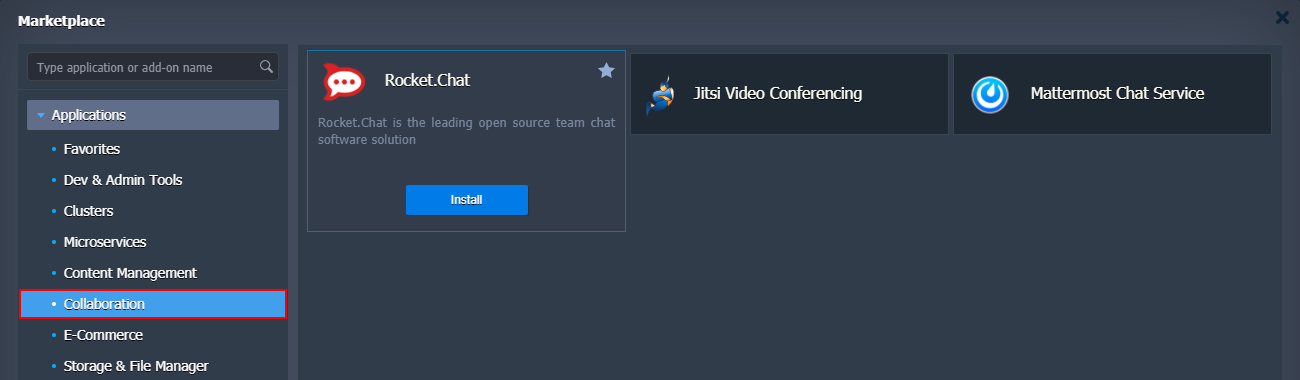 Marketplace
Type application or add-on name
Applications
Favorites
Dev & Admin Tools
Clusters
Microservices
Content Management
Collaboration
E-Commerce
Storage & File Manager
Rocket.Chat
Rocket.Chat is the leading open source team chat
software solution
Install
Jitsi Video Conferencing
Mattermost Chat Service